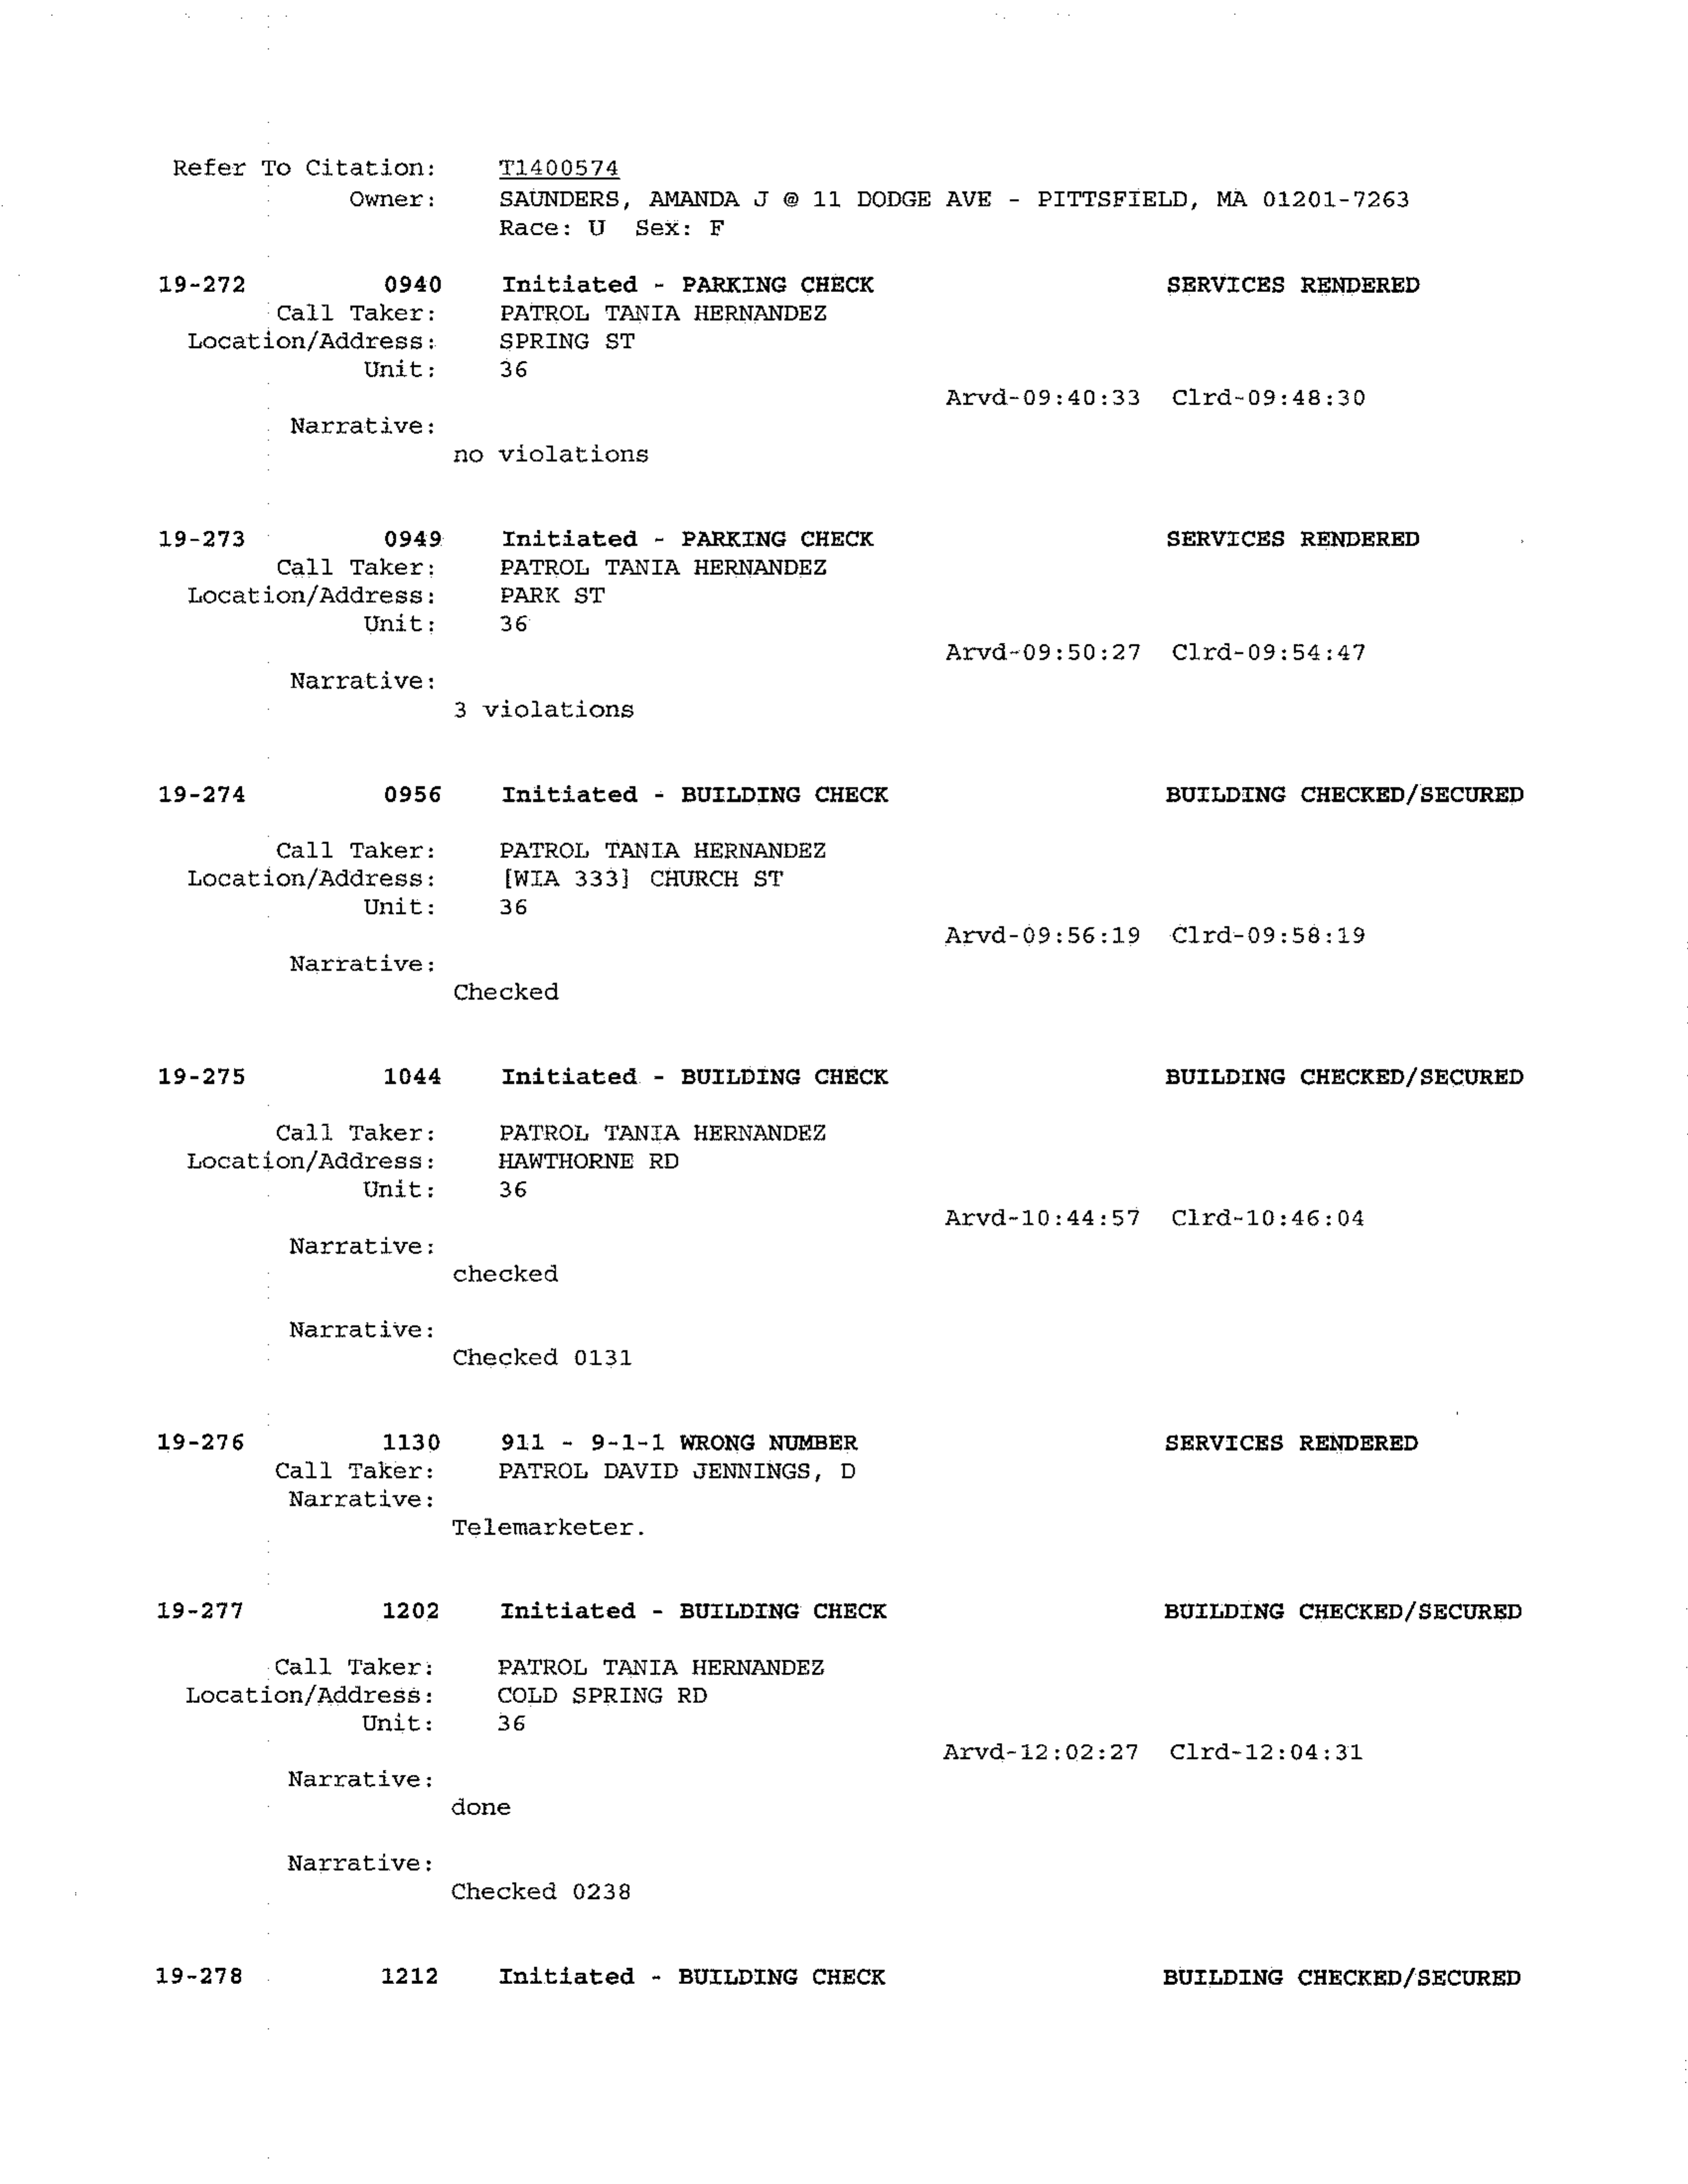 Refer To Citation: T1400574
Owner: SAUNDERS, AMANDA J @ 11 DODGE AVE - PITTSFIELD, MA 01201-7263
Race: U Sex: F
19-272 0940 Initiated - PARKING CHECK SERVICES RENDERED
Call Taker: PATROL TANIA HERNANDEZ
Location/Address: SPRING ST
Unit: 36
Arvd-09:40:33 Clrd-09:48:30
Narrative:
no violations
19-273 0949 Initiated - PARKING CHECK SERVICES RENDERED
Call Taker: PATROL TANIA HERNANDEZ
Location/Address: PARK ST
Unit: 36
Arvd-09:50:27 Clrd-09:54:47
Narrative:
3 violations
19-274 0956 Initiated - BUILDING CHECK BUILDING CHECKED/SECURED
Call Taker: PATROL TANIA HERNANDEZ
Location/Address: [WIA 333] CHURCH ST
Unit: 36
Arvd-09:56:19 Clrd-09:58:19
Narrative:
Checked
19-275 1044 Initiated - BUILDING CHECK BUILDING CHECKED/SECURED
Call Taker: PATROL TANIA HERNANDEZ
Location/Address: HAWTHORNE RD
Unit: 36
Arvd-10:44:57 Clrd-10:46:04
Narrative:
checked
Narrative:
Checked 0131
19-276 1130 911 - 9-1-1 WRONG NUMBER SERVICES RENDERED
Call Taker: PATROL DAVID JENNINGS, D
Narrative:
Telemarketer.
19-277 1202 Initiated - BUILDING CHECK BUILDING CHECKED/SECURED
Call Taker: PATROL TANIA HERNANDEZ
Location/Address: COLD SPRING RD
Unit: 36
Arvd-12:02:27 Clrd-12:04:31
Narrative:
done
Narrative:
Checked 0238
19-278 1212 Initiated - BUILDING CHECK BUILDING CHECKED/SECURED